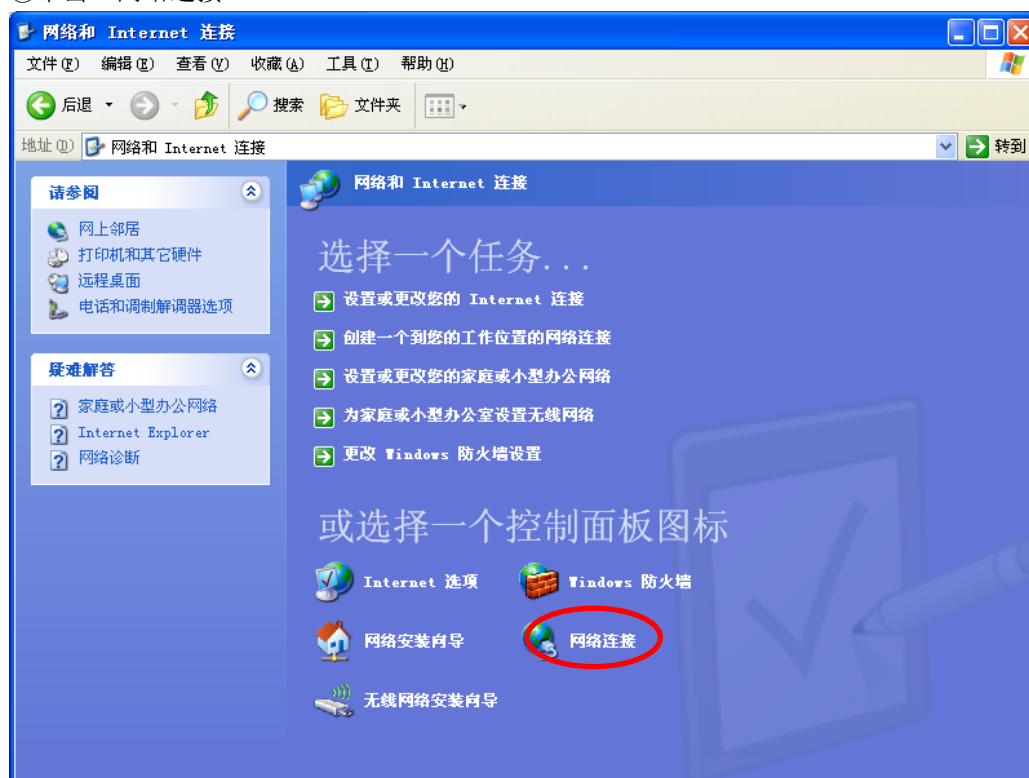 网络和 Internet 连接
文件(F) 编辑(E) 查看(V) 收藏(A) 工具(T) 帮助(H)
后退 搜索 文件夹
地址(D) 网络和 Internet 连接 转到
请参阅
网上邻居
打印机和其它硬件
远程桌面
电话和调制解调器选项
疑难解答
家庭或小型办公网络
Internet Explorer
网络诊断
网络和 Internet 连接
选择一个任务...
设置或更改您的 Internet 连接
创建一个到您的工作位置的网络连接
设置或更改您的家庭或小型办公网络
为家庭或小型办公室设置无线网络
更改 Windows 防火墙设置
或选择一个控制面板图标
Internet 选项 Windows 防火墙
网络安装向导 网络连接
无线网络安装向导